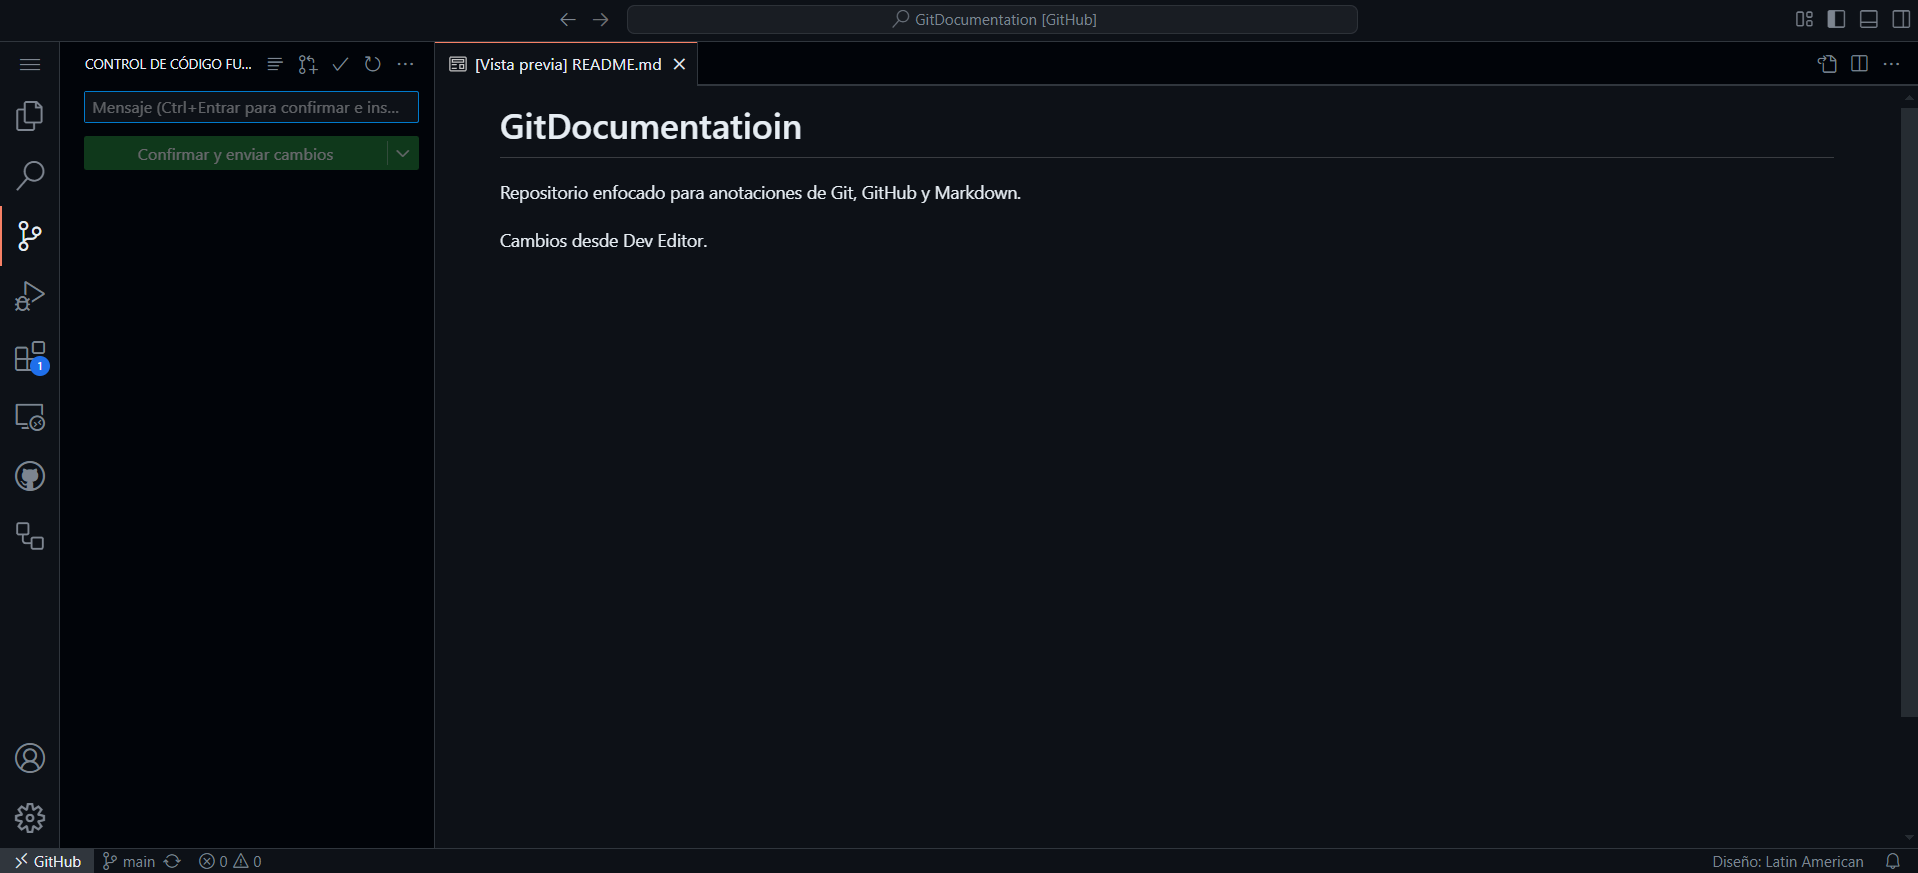 GitDocumentation [GitHub]
CONTROL DE CÓDIGO FU...
Mensaje (Ctrl+Entrar para confirmar e ins...
Confirmar y enviar cambios
1
[Vista previa] README.md
GitDocumentatioin
Repositorio enfocado para anotaciones de Git, GitHub y Markdown.
Cambios desde Dev Editor.
GitHub main 0 0 Diseño: Latin American